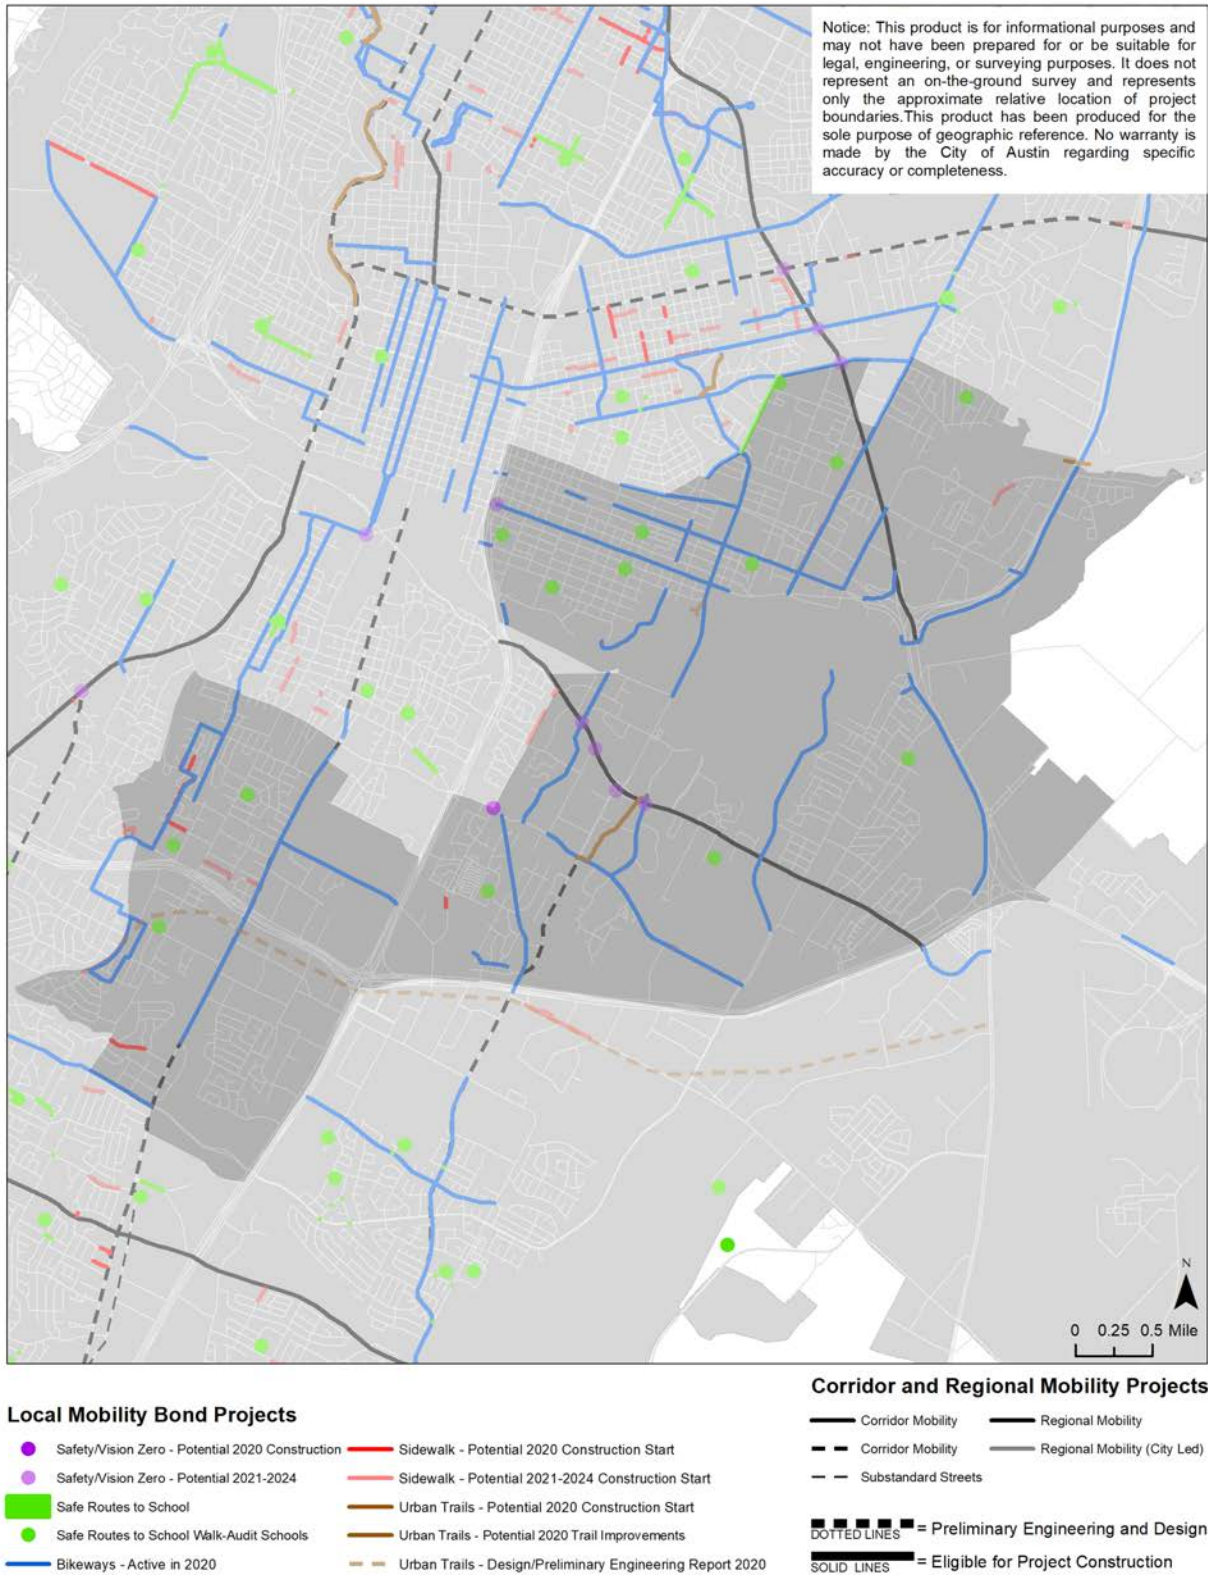 Notice: This product is for informational purposes and
may not have been prepared for or be suitable for
legal, engineering, or surveying purposes. It does not
represent an on-the-ground survey and represents
only the approximate relative location of project
boundaries.This product has been produced for the
sole purpose of geographic reference. No warranty is
made by the City of Austin regarding specific
accuracy or completeness.
N
0 0.25 0.5 Mile
Local Mobility Bond Projects
Safety/Vision Zero - Potential 2020 Construction
Safety/Vision Zero - Potential 2021-2024
Safe Routes to School
Safe Routes to School Walk-Audit Schools
Bikeways - Active in 2020
Sidewalk - Potential 2020 Construction Start
Sidewalk - Potential 2021-2024 Construction Start
Urban Trails - Potential 2020 Construction Start
Urban Trails - Potential 2020 Trail Improvements
Urban Trails - Design/Preliminary Engineering Report 2020
Corridor and Regional Mobility Projects
Corridor Mobility
Corridor Mobility
Substandard Streets
Regional Mobility
Regional Mobility (City Led)
DOTTED LINES = Preliminary Engineering and Design
SOLID LINES = Eligible for Project Construction